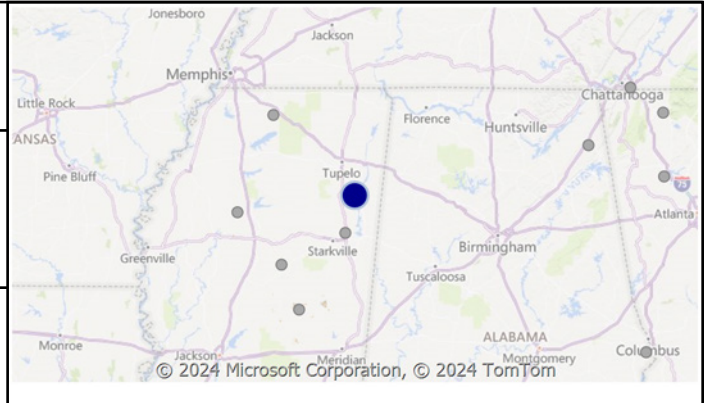 Jonesboro
Jackson
Memphis
Little Rock
Chattanooga
ANSAS
Florence
Huntsville
Pine Bluff
Tupelo
75
Atlanta
Greenville
Starkville
Birmingham
Tuscaloosa
Monroe
Jackson
Meridian
ALABAMA
Montgomery
Columbus
© 2024 Microsoft Corporation, © 2024 TomTom